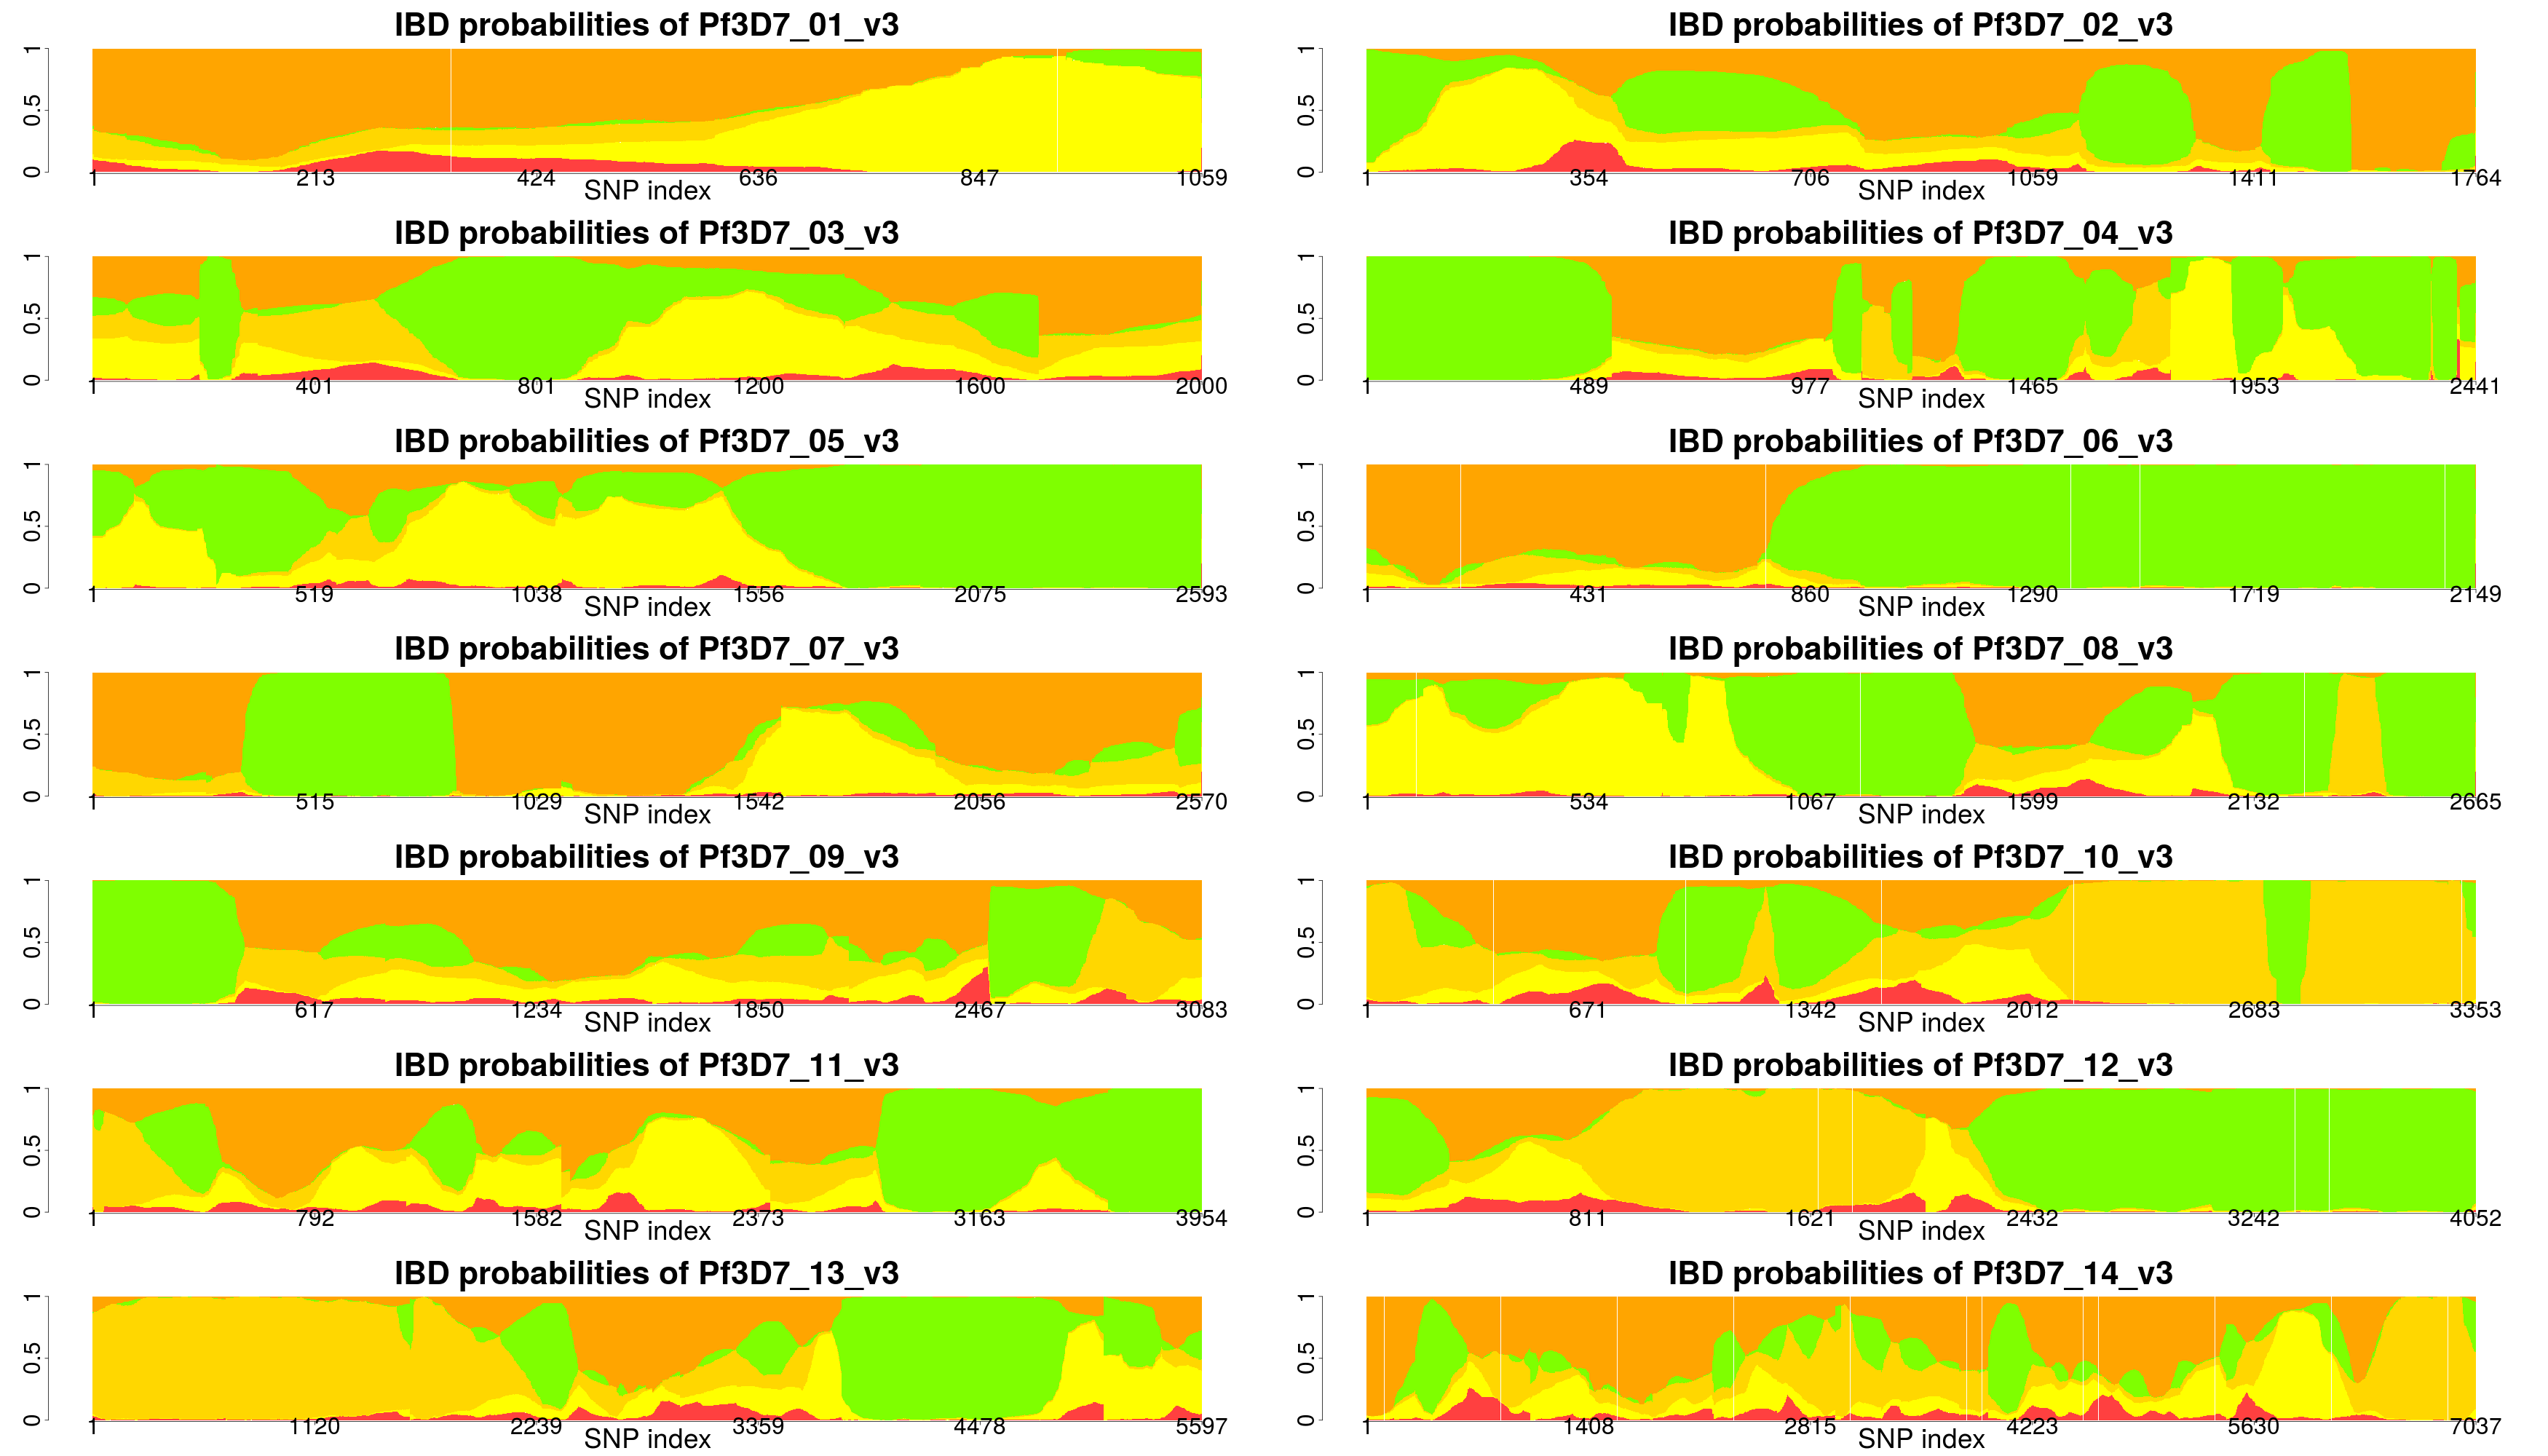 IBD probabilities of Pf3D7_01_v3
0 0.5 1
1 213 424 636 847 1059
SNP index
IBD probabilities of Pf3D7_02_v3
0 0.5 1
1 354 706 1059 1411 1764
SNP index
IBD probabilities of Pf3D7_03_v3
0 0.5 1
1 401 801 1200 1600 2000
SNP index
IBD probabilities of Pf3D7_04_v3
0 0.5 1
1 489 977 1465 1953 2441
SNP index
IBD probabilities of Pf3D7_05_v3
0 0.5 1
1 519 1038 1556 2075 2593
SNP index
IBD probabilities of Pf3D7_06_v3
0 0.5 1
1 431 860 1290 1719 2149
SNP index
IBD probabilities of Pf3D7_07_v3
0 0.5 1
1 515 1029 1542 2056 2570
SNP index
IBD probabilities of Pf3D7_08_v3
0 0.5 1
1 534 1067 1599 2132 2665
SNP index
IBD probabilities of Pf3D7_09_v3
0 0.5 1
1 617 1234 1850 2467 3083
SNP index
IBD probabilities of Pf3D7_10_v3
0 0.5 1
1 671 1342 2012 2683 3353
SNP index
IBD probabilities of Pf3D7_11_v3
0 0.5 1
1 792 1582 2373 3163 3954
SNP index
IBD probabilities of Pf3D7_12_v3
0 0.5 1
1 811 1621 2432 3242 4052
SNP index
IBD probabilities of Pf3D7_13_v3
0 0.5 1
1 1120 2239 3359 4478 5597
SNP index
IBD probabilities of Pf3D7_14_v3
0 0.5 1
1 1408 2815 4223 5630 7037
SNP index